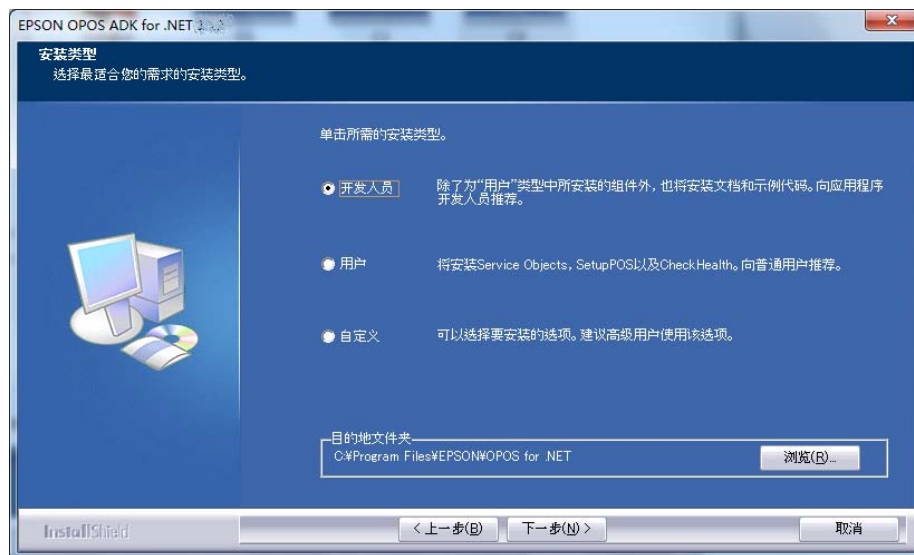 EPSON OPOS ADK for .NET
安装类型
选择最适合您的需求的安装类型。
单击所需的安装类型。
开发人员
除了为“用户”类型中所安装的组件外，也将安装文档和示例代码。向应用程序
开发人员推荐。
用户
将安装Service Objects，SetupPOS以及CheckHealth。向普通用户推荐。
自定义
可以选择要安装的选项。建议高级用户使用该选项。
目的地文件夹
C:¥Program Files¥EPSON¥OPOS for .NET
浏览(R)...
InstallShield
< 上一步(B)
下一步(N) >
取消